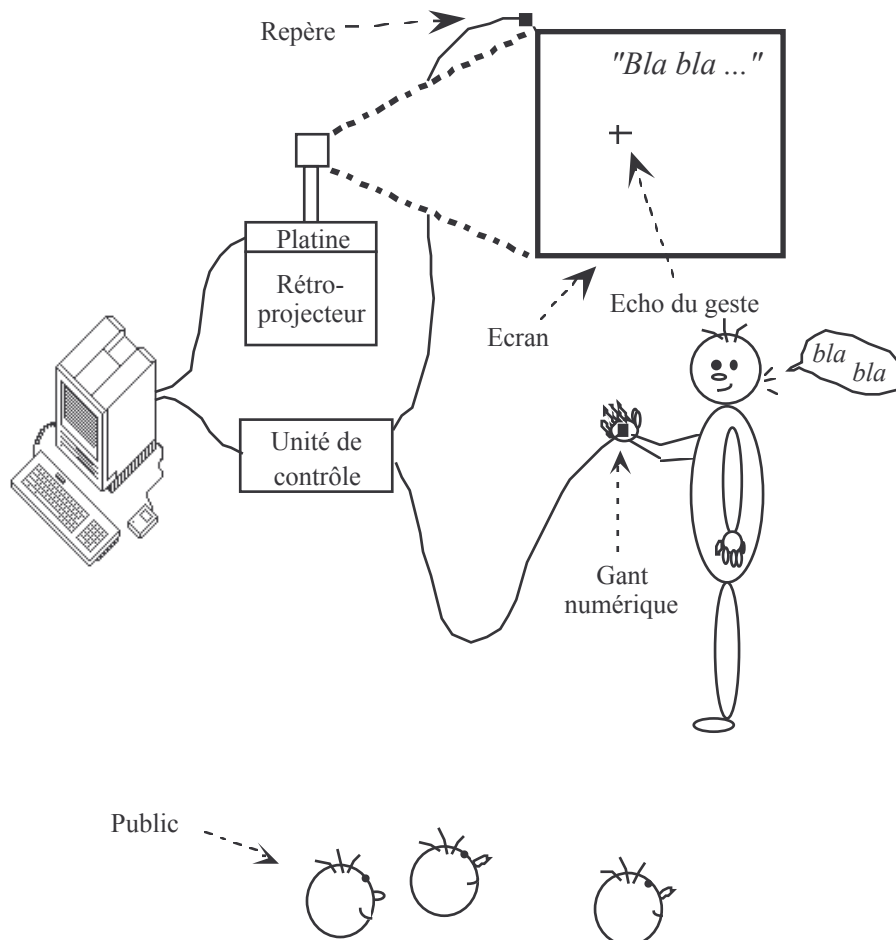 Repère
"Bla bla ..."
Platine
Rétro-
projecteur
Echo du geste
Ecran
bla
bla
Unité de
contrôle
Gant
numérique
Public